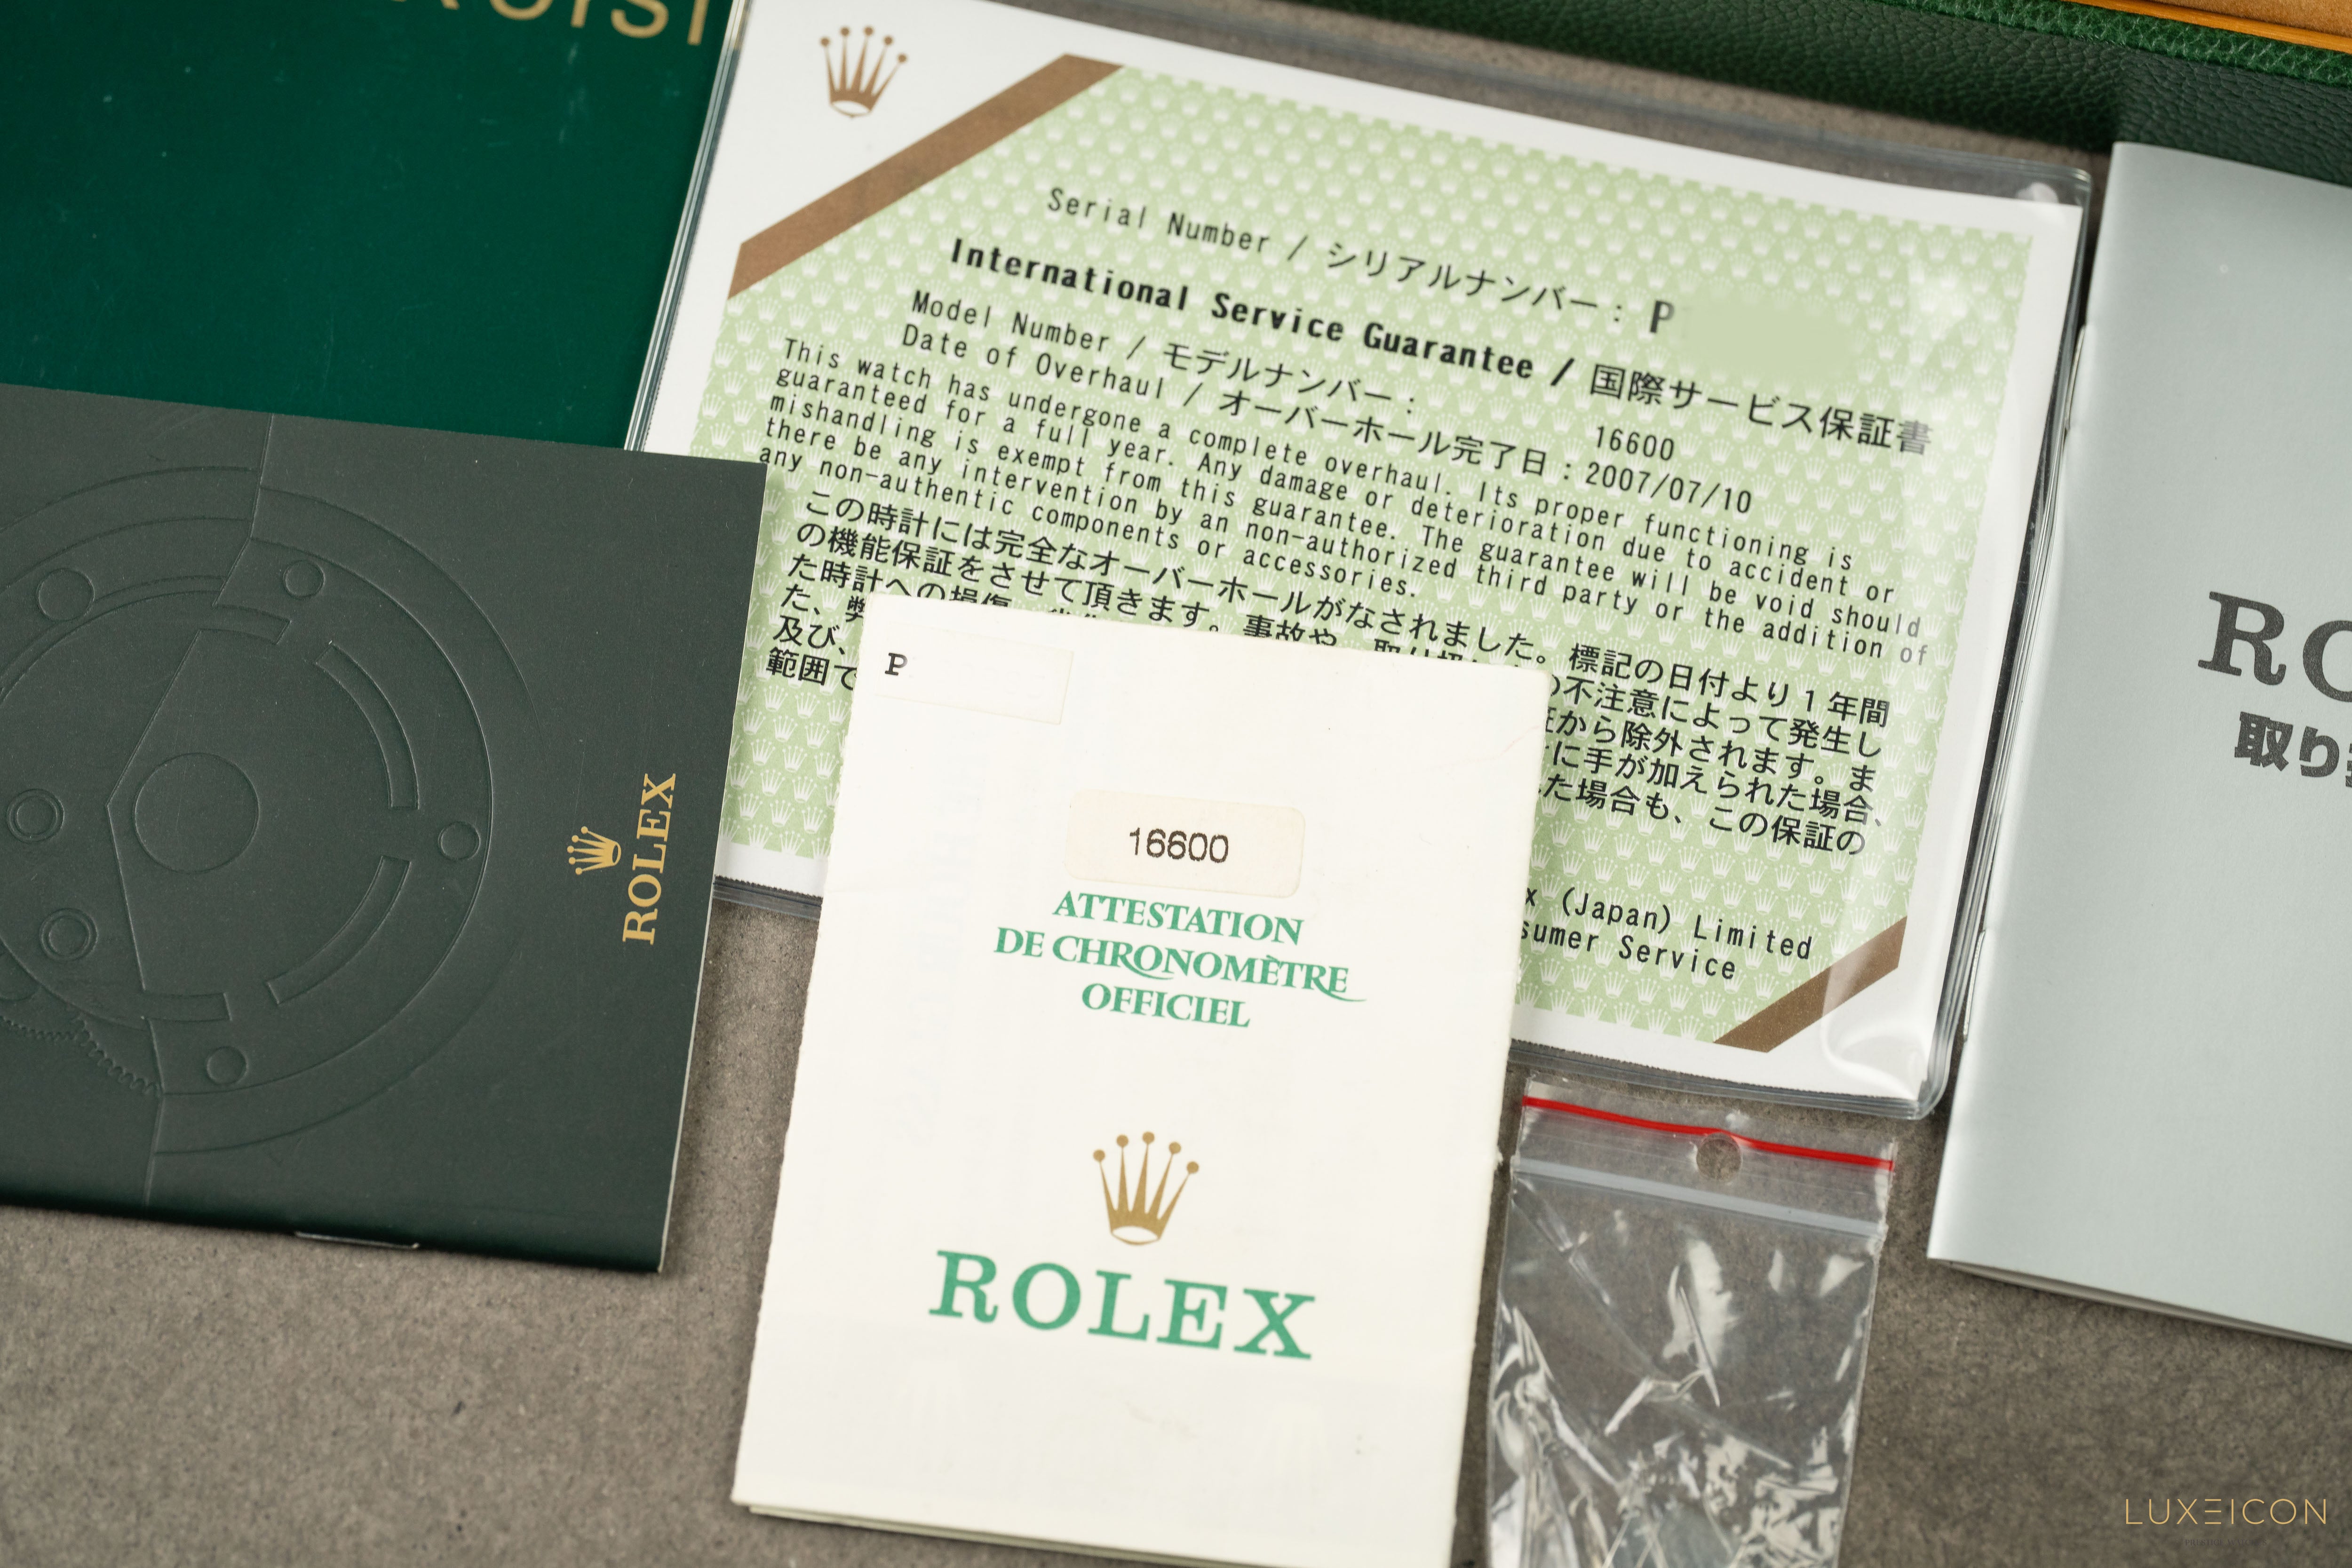 Serial Number / シリアルナンバー : P
International Service Guarantee / 国際サービス保証書
Model Number / モデルナンバー : 16600
Date of Overhaul / オーバーホール完了日 : 2007/07/10
This watch has undergone a complete overhaul. Its proper functioning is
guaranteed for a full year. Any damage or deterioration due to accident or
mishandling is exempt from this guarantee. The guarantee will be void should
there be any intervention by an non-authorized third party or the addition of
any non-authentic components or accessories.
この時計には完全なオーバーホールがなされました。標記の日付より1年間
の機能保証をさせて頂きます。事故や、取り扱 の不注意によって発生し
た時計への損傷 から除外されます。ま
た、弊 に手が加えられた場合、
及び、 た場合も、この保証の
範囲で
(Japan) Limited
Service
ROLEX
P
16600
ATTESTATION
DE CHRONOMÈTRE
OFFICIEL
ROLEX
取り
LUXEICON